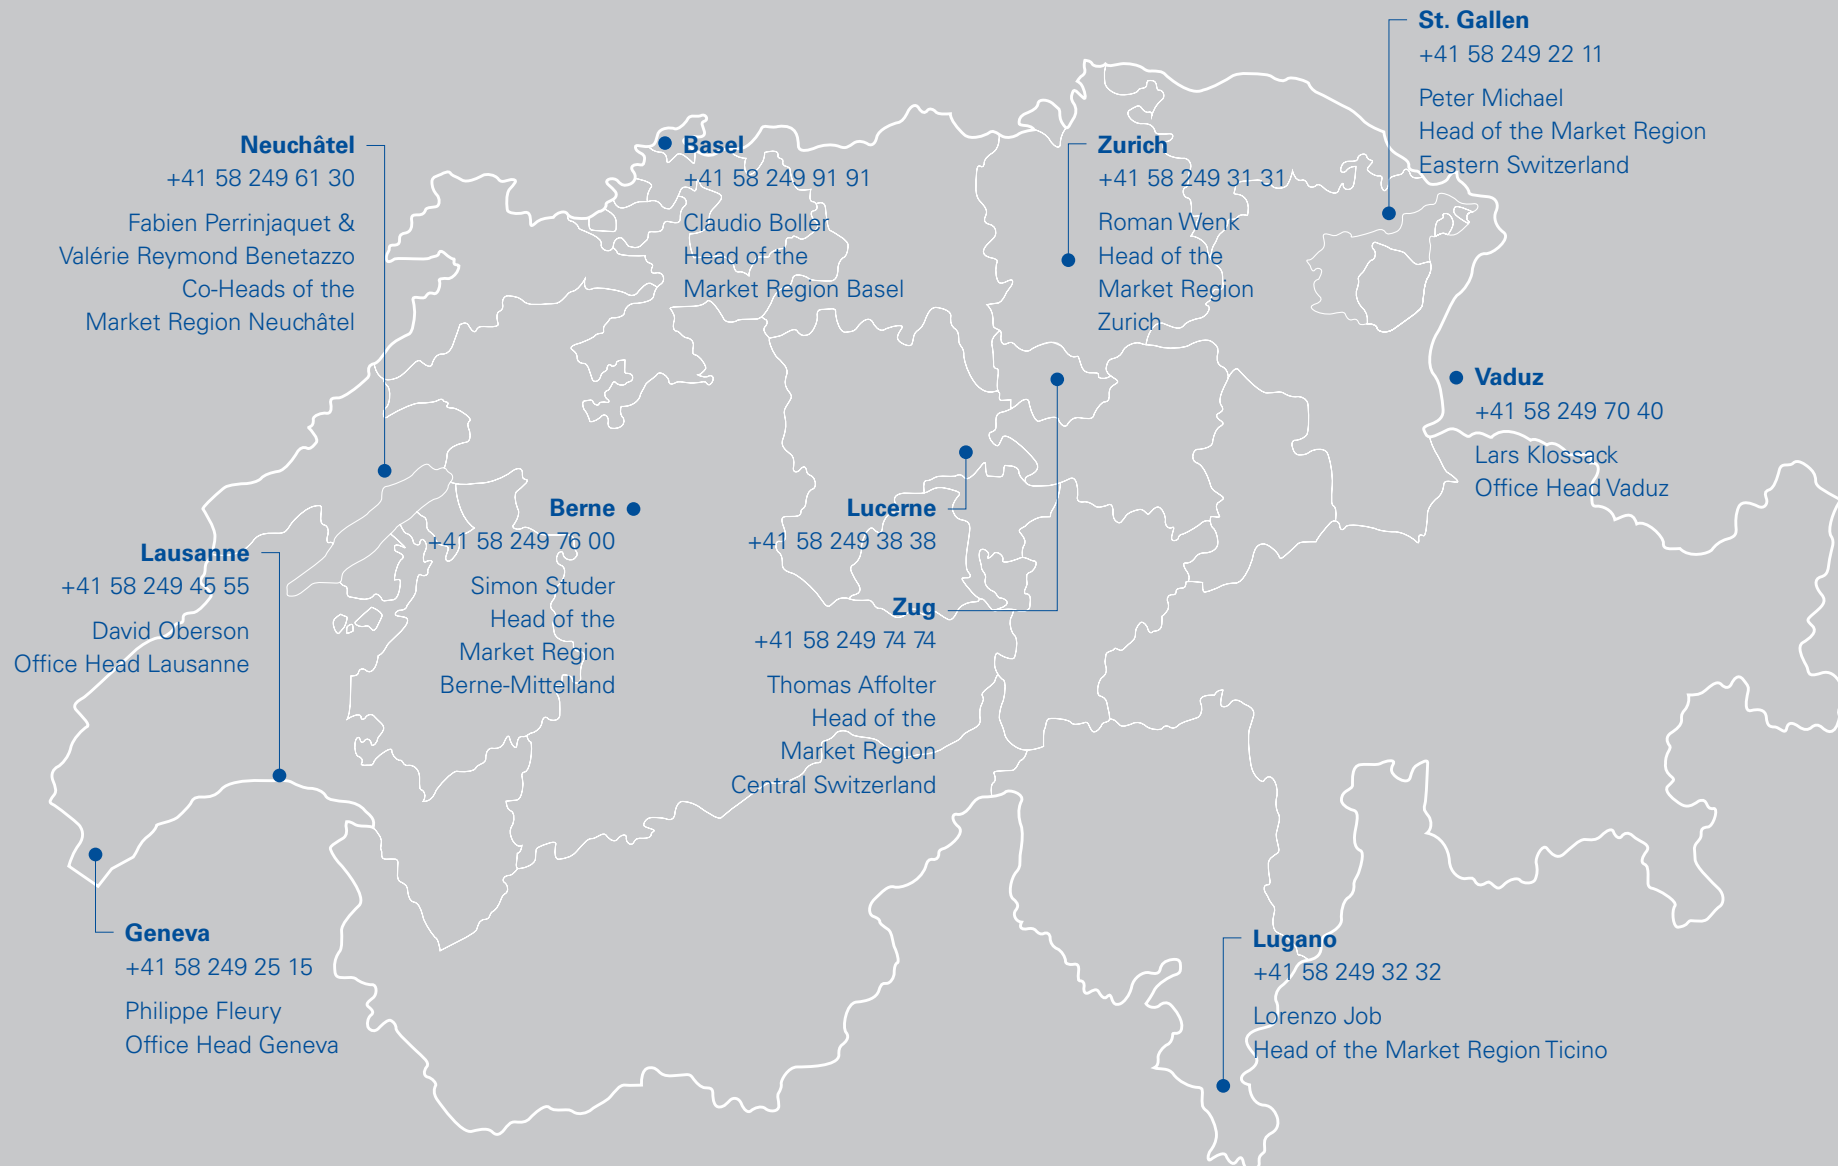 St. Gallen
+41 58 249 22 11
Peter Michael
Head of the Market Region
Eastern Switzerland
Neuchâtel
+41 58 249 61 30
Fabien Perrinjaquet &
Valérie Reymond Benetazzo
Co-Heads of the
Market Region Neuchâtel
Basel
+41 58 249 91 91
Claudio Boller
Head of the
Market Region Basel
Zurich
+41 58 249 31 31
Roman Wenk
Head of the
Market Region
Zurich
Vaduz
+41 58 249 70 40
Lars Klossack
Office Head Vaduz
Berne
+41 58 249 76 00
Simon Studer
Head of the
Market Region
Berne-Mittelland
Lucerne
+41 58 249 38 38
Lausanne
+41 58 249 45 55
David Oberson
Office Head Lausanne
Zug
+41 58 249 74 74
Thomas Affolter
Head of the
Market Region
Central Switzerland
Geneva
+41 58 249 25 15
Philippe Fleury
Office Head Geneva
Lugano
+41 58 249 32 32
Lorenzo Job
Head of the Market Region Ticino